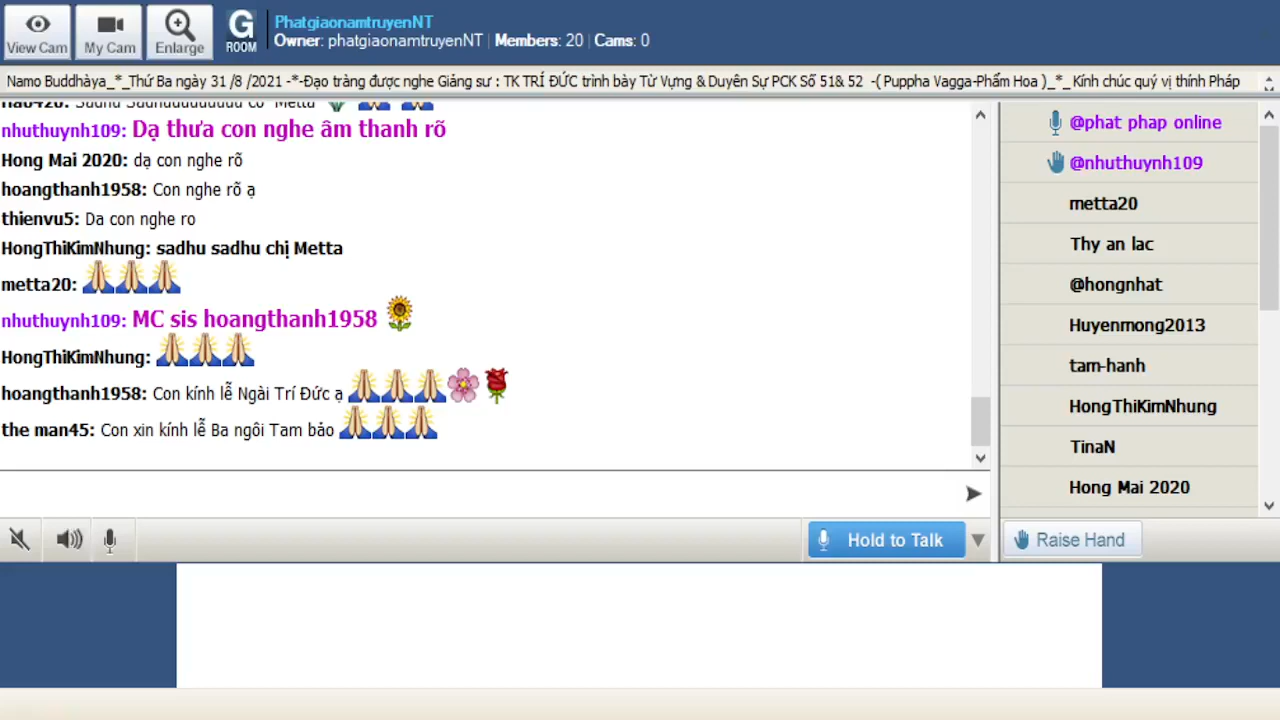 View Cam
My Cam
Enlarge
G ROOM
PhatgiaonamtruyenNT
Owner: phatgiaonamtruyenNT | Members: 20 | Cams: 0
Namo Buddhàya_*_Thứ Ba ngày 31 /8 /2021 -*-Đạo tràng được nghe Giảng sư : TK TRÍ ĐỨC trình bày Từ Vựng & Duyên Sự PCK Số 51& 52 -( Puppha Vagga-Phẩm Hoa )_*_ Kính chúc quý vị thính Pháp
nhuthuynh109: Dạ thưa con nghe âm thanh rõ
Hong Mai 2020: dạ con nghe rõ
hoangthanh1958: Con nghe rõ ạ
thienvu5: Da con nghe ro
HongThiKimNhung: sadhu sadhu chị Metta
metta20:
nhuthuynh109: MC sis hoangthanh1958
HongThiKimNhung:
hoangthanh1958: Con kính lễ Ngài Trí Đức ạ
the man45: Con xin kính lễ Ba ngôi Tam bảo
@phat phap online
@nhuthuynh109
metta20
Thy an lac
@hongnhat
Huyenmong2013
tam-hanh
HongThiKimNhung
TinaN
Hong Mai 2020
Hold to Talk
Raise Hand